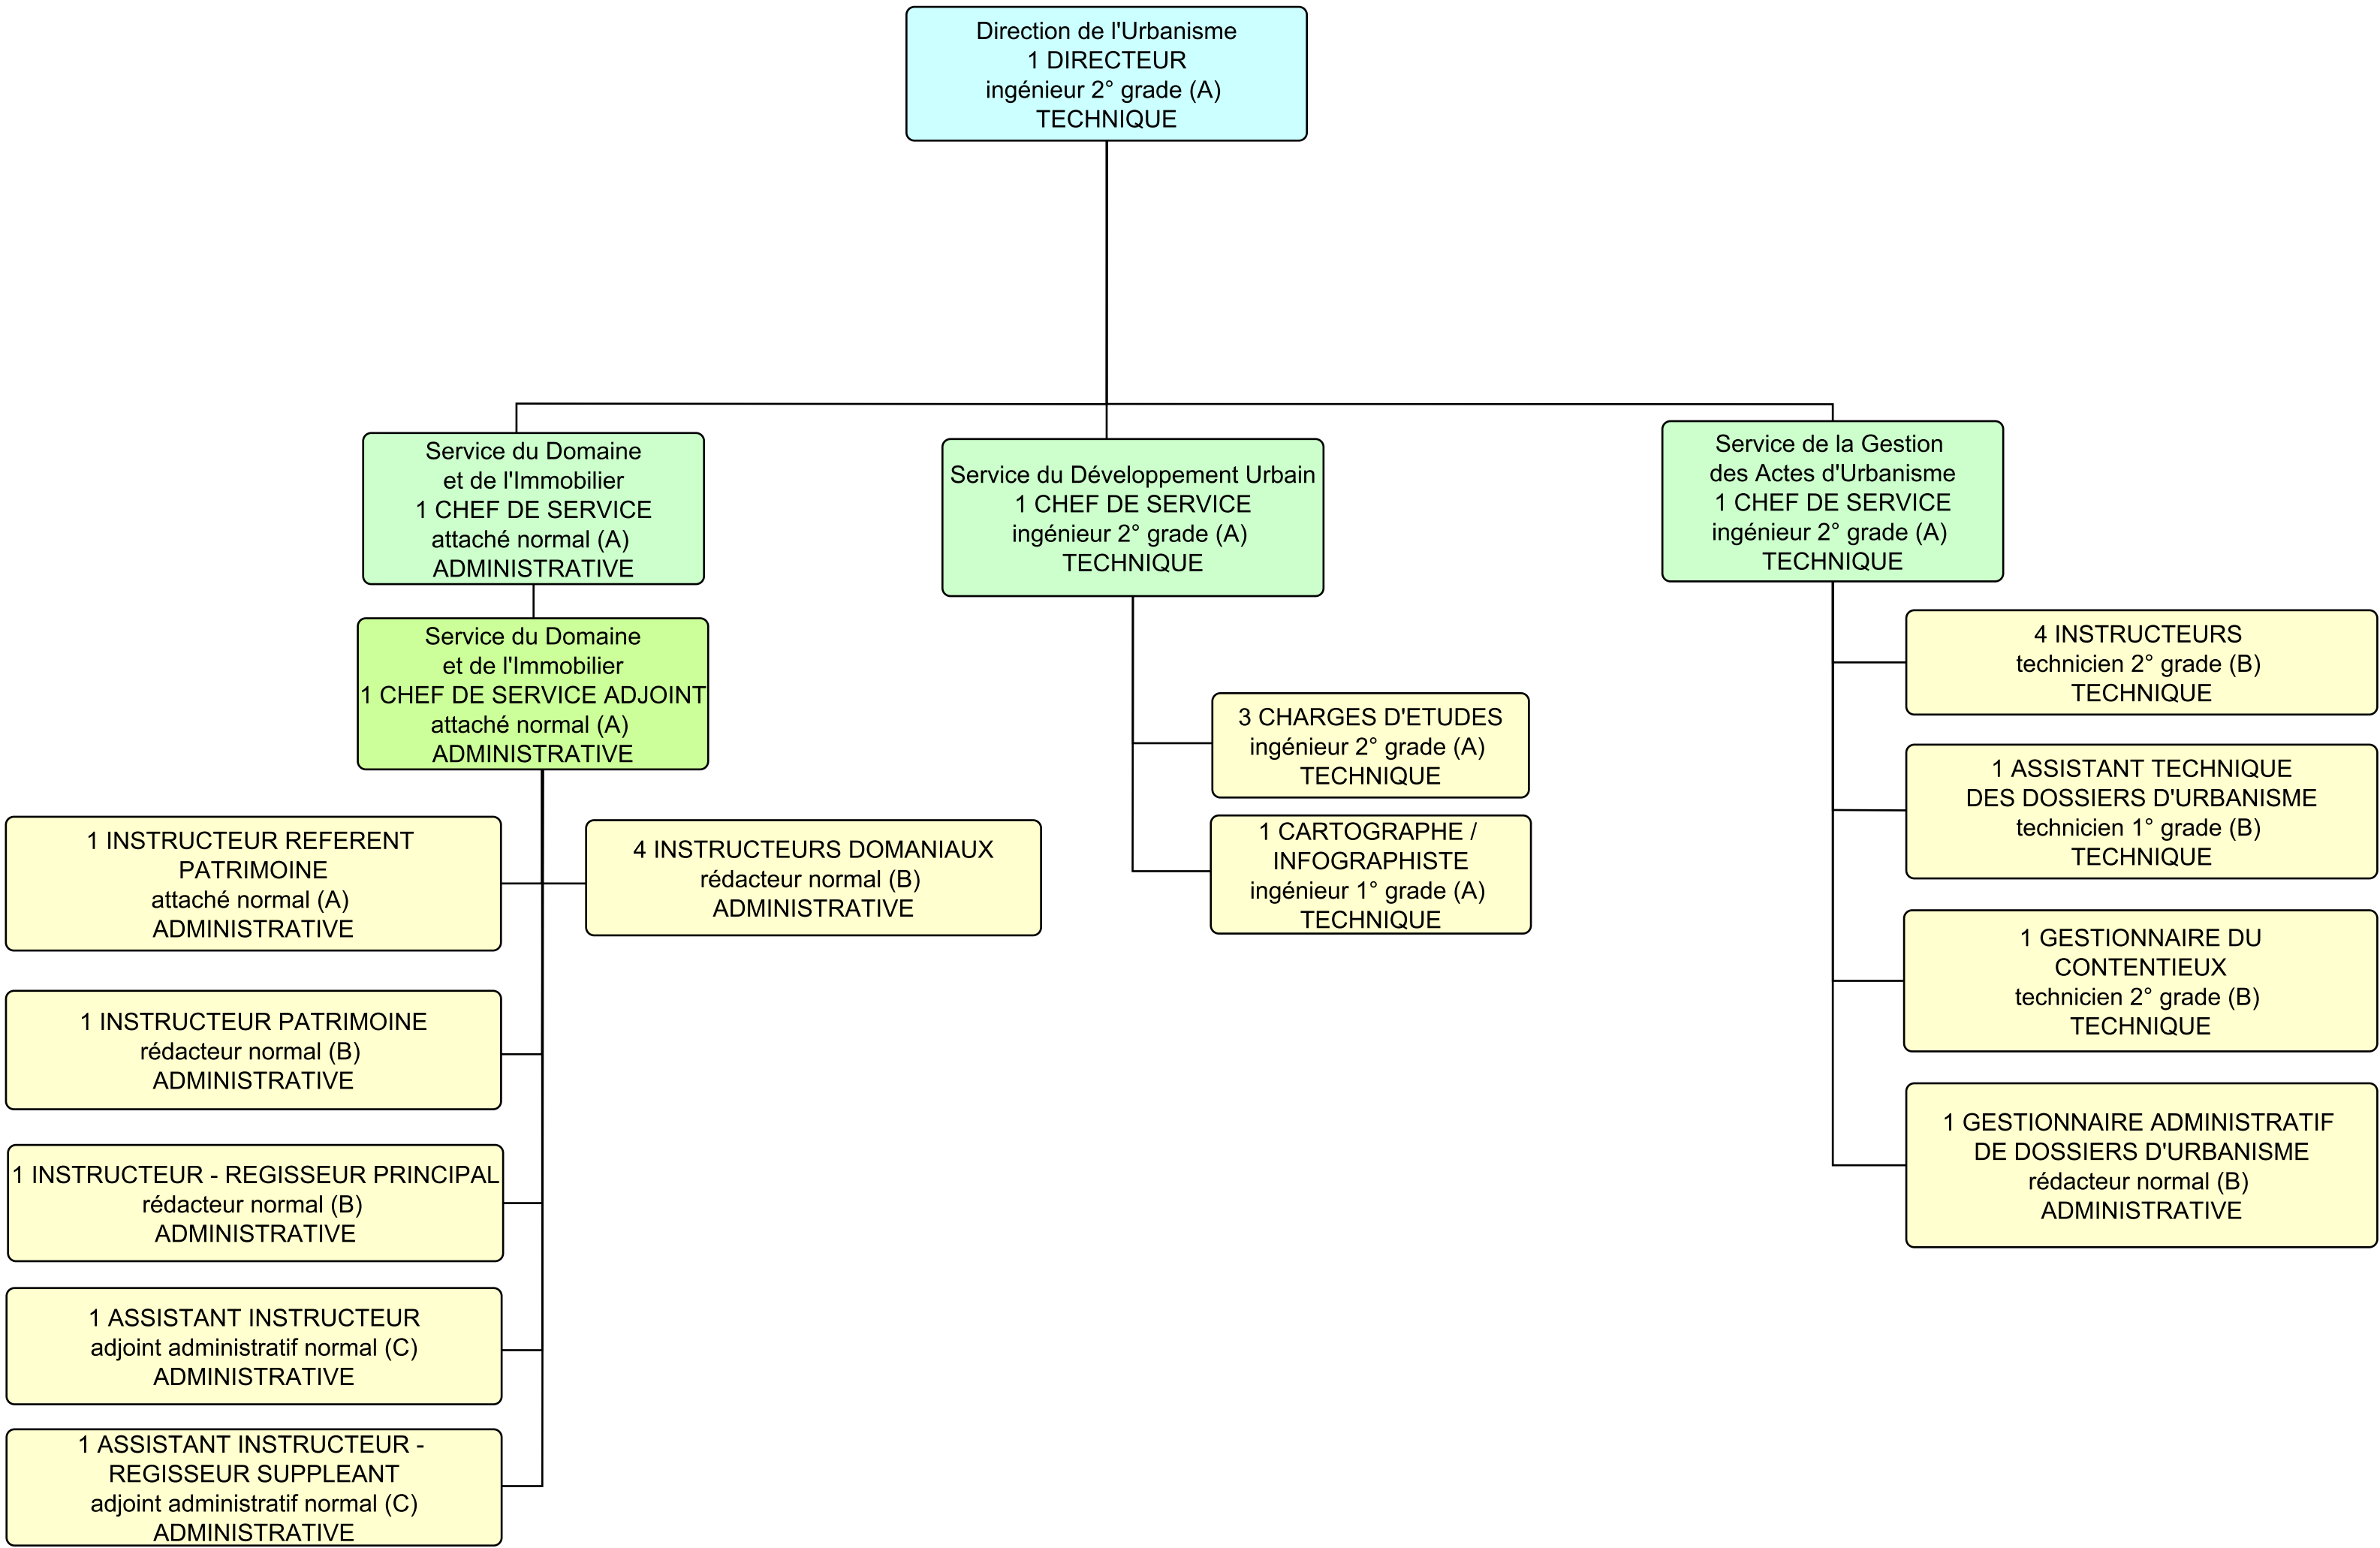 Direction de l'Urbanisme
1 DIRECTEUR
ingénieur 2° grade (A)
TECHNIQUE
Service du Domaine
et de l'Immobilier
1 CHEF DE SERVICE
attaché normal (A)
ADMINISTRATIVE
Service du Domaine
et de l'Immobilier
1 CHEF DE SERVICE ADJOINT
attaché normal (A)
ADMINISTRATIVE
1 INSTRUCTEUR REFERENT
PATRIMOINE
attaché normal (A)
ADMINISTRATIVE
4 INSTRUCTEURS DOMANIAUX
rédacteur normal (B)
ADMINISTRATIVE
1 INSTRUCTEUR PATRIMOINE
rédacteur normal (B)
ADMINISTRATIVE
1 INSTRUCTEUR - REGISSEUR PRINCIPAL
rédacteur normal (B)
ADMINISTRATIVE
1 ASSISTANT INSTRUCTEUR
adjoint administratif normal (C)
ADMINISTRATIVE
1 ASSISTANT INSTRUCTEUR -
REGISSEUR SUPPLEANT
adjoint administratif normal (C)
ADMINISTRATIVE
Service du Développement Urbain
1 CHEF DE SERVICE
ingénieur 2° grade (A)
TECHNIQUE
3 CHARGES D'ETUDES
ingénieur 2° grade (A)
TECHNIQUE
1 CARTOGRAPHE /
INFOGRAPHISTE
ingénieur 1° grade (A)
TECHNIQUE
Service de la Gestion
des Actes d'Urbanisme
1 CHEF DE SERVICE
ingénieur 2° grade (A)
TECHNIQUE
4 INSTRUCTEURS
technicien 2° grade (B)
TECHNIQUE
1 ASSISTANT TECHNIQUE
DES DOSSIERS D'URBANISME
technicien 1° grade (B)
TECHNIQUE
1 GESTIONNAIRE DU
CONTENTIEUX
technicien 2° grade (B)
TECHNIQUE
1 GESTIONNAIRE ADMINISTRATIF
DE DOSSIERS D'URBANISME
rédacteur normal (B)
ADMINISTRATIVE